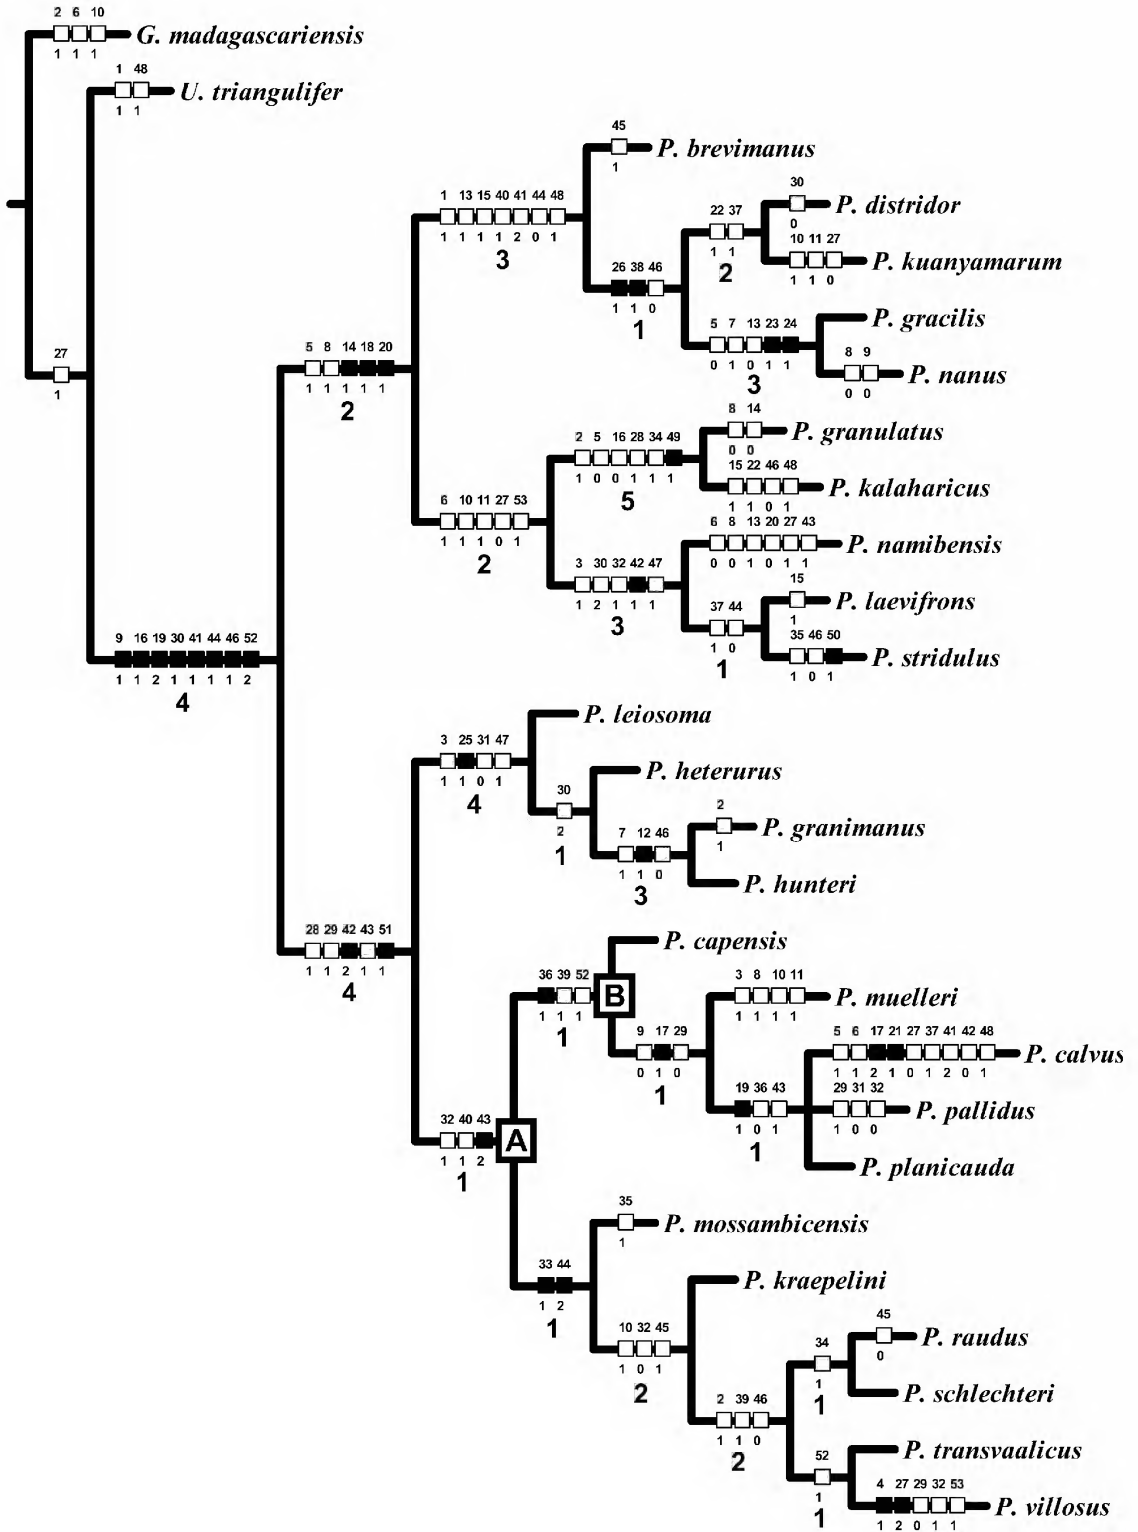 2 6 10
G. madagascariensis
1 1 1
1 48
U. triangulifer
1 1
45
P. brevimanus
1
30
P. distridor
0
1 13 15 40 41 44 48
1 1 1 1 2 0 1
3
22 37
1 1
2
10 11 27
P. kuanyamarum
1 1 0
26 38 46
1 1 0
1
P. gracilis
5 7 13 23 24
0 1 0 1 1
3
8 9
P. nanus
0 0
27
1
5 8 14 18 20
1 1 1 1 1
2
8 14
P. granulatus
0 0
2 5 16 28 34 49
1 0 0 1 1 1
5
15 22 46 48
P. kalaharicus
1 1 0 1
6 10 11 27 53
1 1 1 0 1
2
6 8 13 20 27 43
P. namibensis
0 0 1 0 1 1
3 30 32 42 47
1 2 1 1 1
3
15
P. laevifrons
1
37 44
1 0
1
35 46 50
P. stridulus
1 0 1
9 16 19 30 41 44 46 52
1 1 2 1 1 1 1 2
4
P. leiosoma
3 25 31 47
1 1 0 1
4
P. heterurus
30
2
1
2
P. granimanus
1
7 12 46
1 1 0
3
P. hunteri
28 29 42 43 51
1 1 2 1 1
4
P. capensis
36 39 52
B
1 1 1
1
3 8 10 11
P. muelleri
1 1 1 1
9 17 29
0 1 0
1
5 6 17 21 27 37 41 42 48
P. calvus
1 1 2 1 0 1 2 0 1
19 36 43
1 0 1
1
29 31 32
P. pallidus
1 0 0
32 40 43
A
1 1 2
1
P. planicauda
35
P. mossambicensis
1
33 44
1 2
1
P. kraepelini
10 32 45
1 0 1
2
45
P. raudus
0
34
1
1
P. schlechteri
2 39 46
1 1 0
2
P. transvaalicus
52
1
1
4 27 29 32 53
P. villosus
1 2 0 1 1